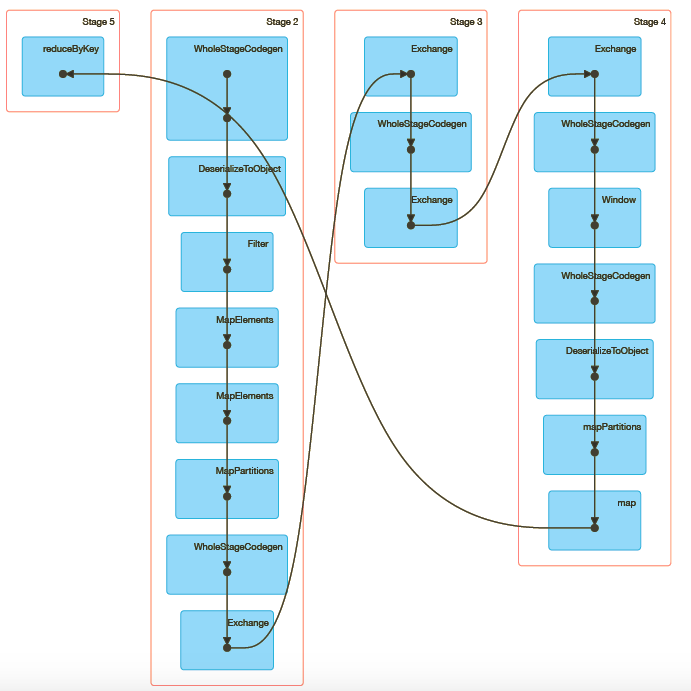 Stage 5
reduceByKey
Stage 2
WholeStageCodegen
DeserializeToObject
Filter
MapElements
MapElements
MapPartitions
WholeStageCodegen
Exchange
Stage 3
Exchange
WholeStageCodegen
Exchange
Stage 4
Exchange
WholeStageCodegen
Window
WholeStageCodegen
DeserializeToObject
mapPartitions
map